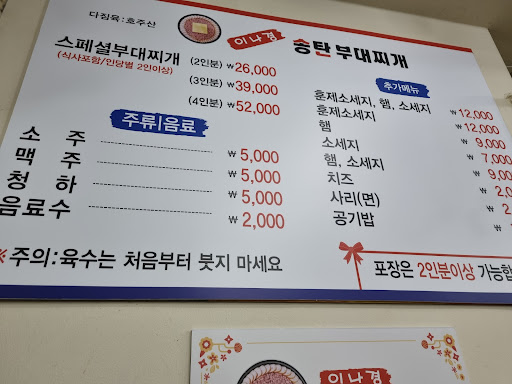 다짐육:호주산
이나경 송탄부대찌개
스페셜부대찌개 (2인분) ₩26,000
(식사포함/인당별 2인이상) (3인분) ₩39,000
(4인분) ₩52,000
주류|음료
소 주 ₩5,000
맥 주 ₩5,000
청 하 ₩5,000
음료수 ₩2,000
추가메뉴
훈제소세지, 햄, 소세지 ₩12,000
훈제소세지 ₩12,000
햄 ₩9,000
소세지 ₩7,000
햄, 소세지 ₩9,000
치즈 ₩2,0
사리(면) ₩2
공기밥 ₩
※주의:육수는 처음부터 붓지 마세요
포장은 2인분이상 가능합
이나경